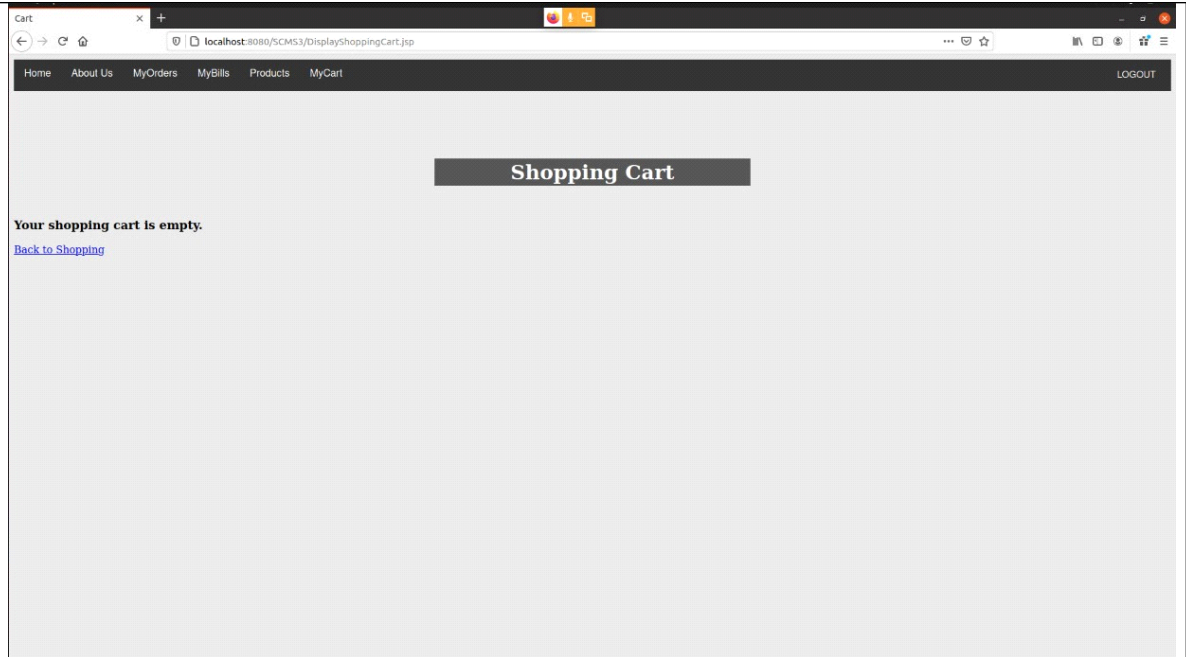 Cart
localhost:8080/SCMS3/DisplayShoppingCart.jsp
Home About Us MyOrders MyBills Products MyCart LOGOUT
Shopping Cart
Your shopping cart is empty.
Back to Shopping